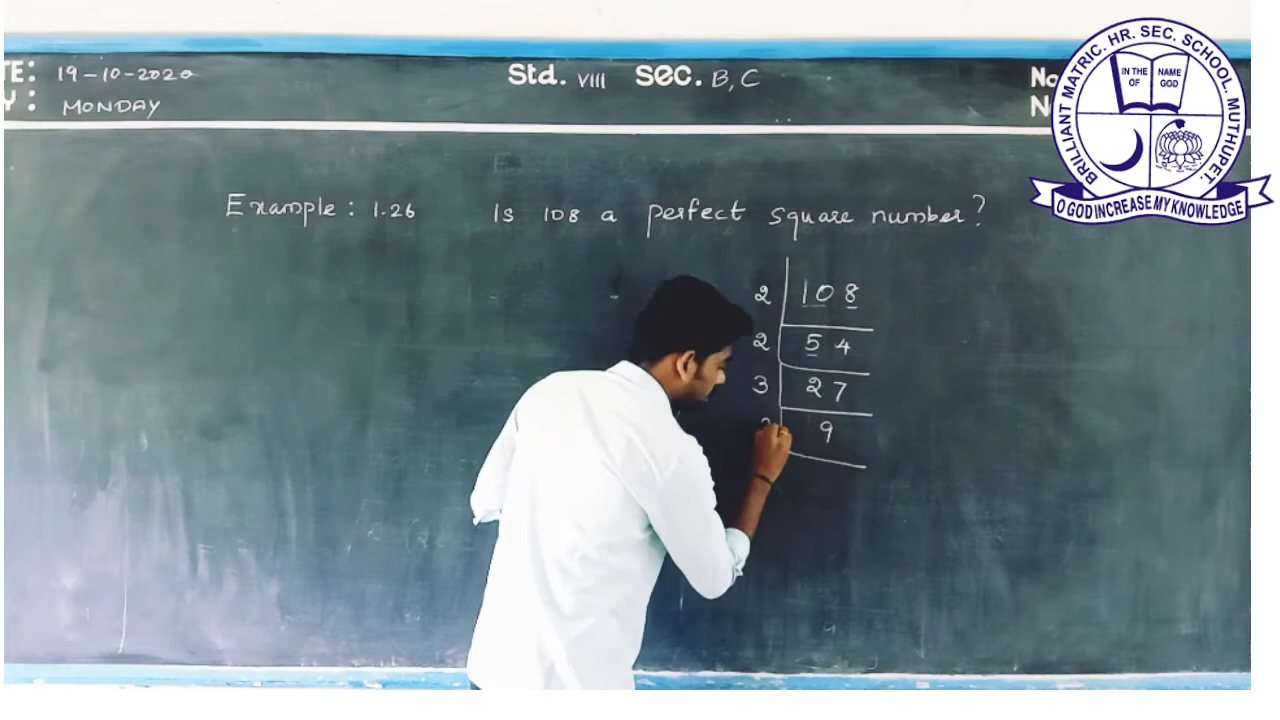 TE: 19-10-2020
Y : MONDAY
Std. VIII SEC. B, C
No
N
BRILLIANT MATRIC. HR. SEC. SCHOOL. MUTHUPET.
IN THE NAME
OF GOD
O GOD INCREASE MY KNOWLEDGE
Example : 1.26 Is 108 a perfect square number?
2 108
2 54
3 27
9